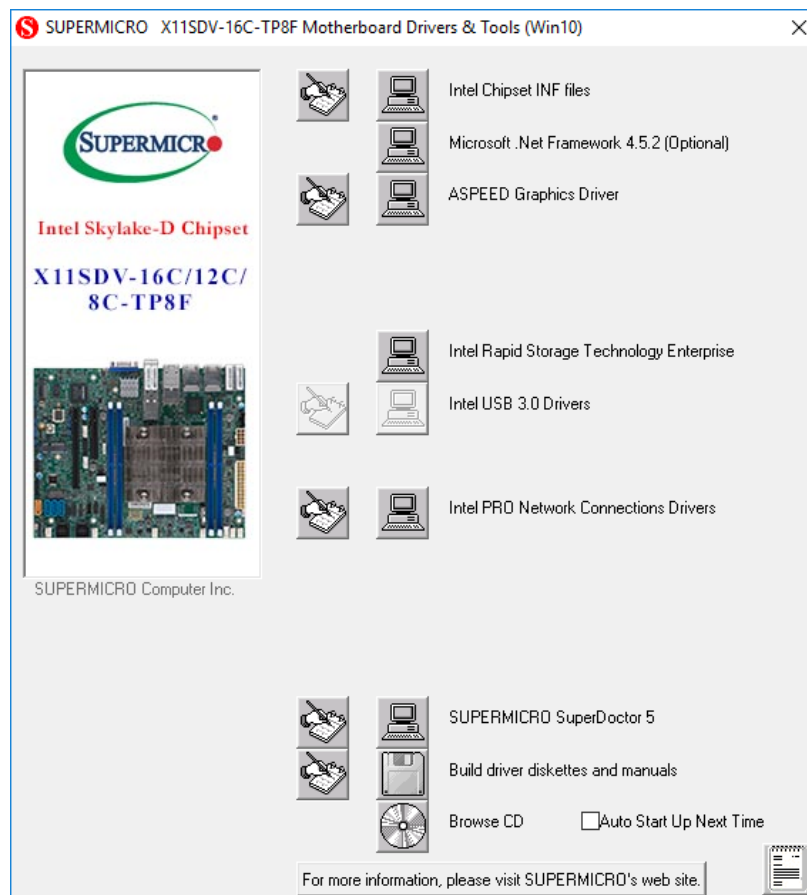 SUPERMICRO X11SDV-16C-TP8F Motherboard Drivers & Tools (Win10)
SUPERMICRO
Intel Skylake-D Chipset
X11SDV-16C/12C/
8C-TP8F
SUPERMICRO Computer Inc.
Intel Chipset INF files
Microsoft .Net Framework 4.5.2 (Optional)
ASPEED Graphics Driver
Intel Rapid Storage Technology Enterprise
Intel USB 3.0 Drivers
Intel PRO Network Connections Drivers
SUPERMICRO SuperDoctor 5
Build driver diskettes and manuals
Browse CD Auto Start Up Next Time
For more information, please visit SUPERMICRO's web site.